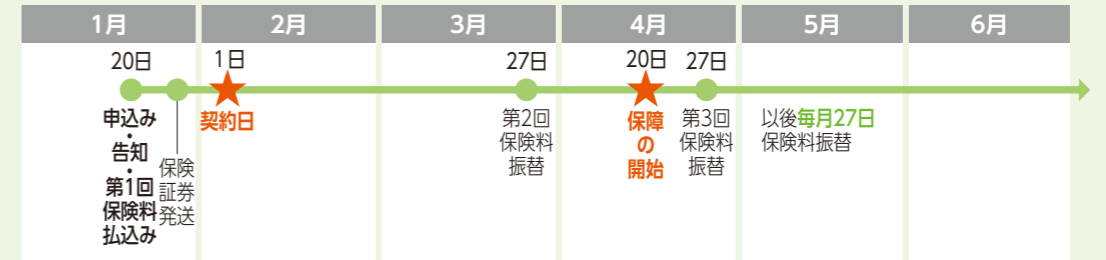 1月
2月
3月
4月
5月
6月
20日
1日
27日
20日
27日
申込み
・
告知
・
第1回
保険料
払込み
保険
証券
発送
契約日
第2回
保険料
振替
保障
の
開始
第3回
保険料
振替
以後毎月27日
保険料振替